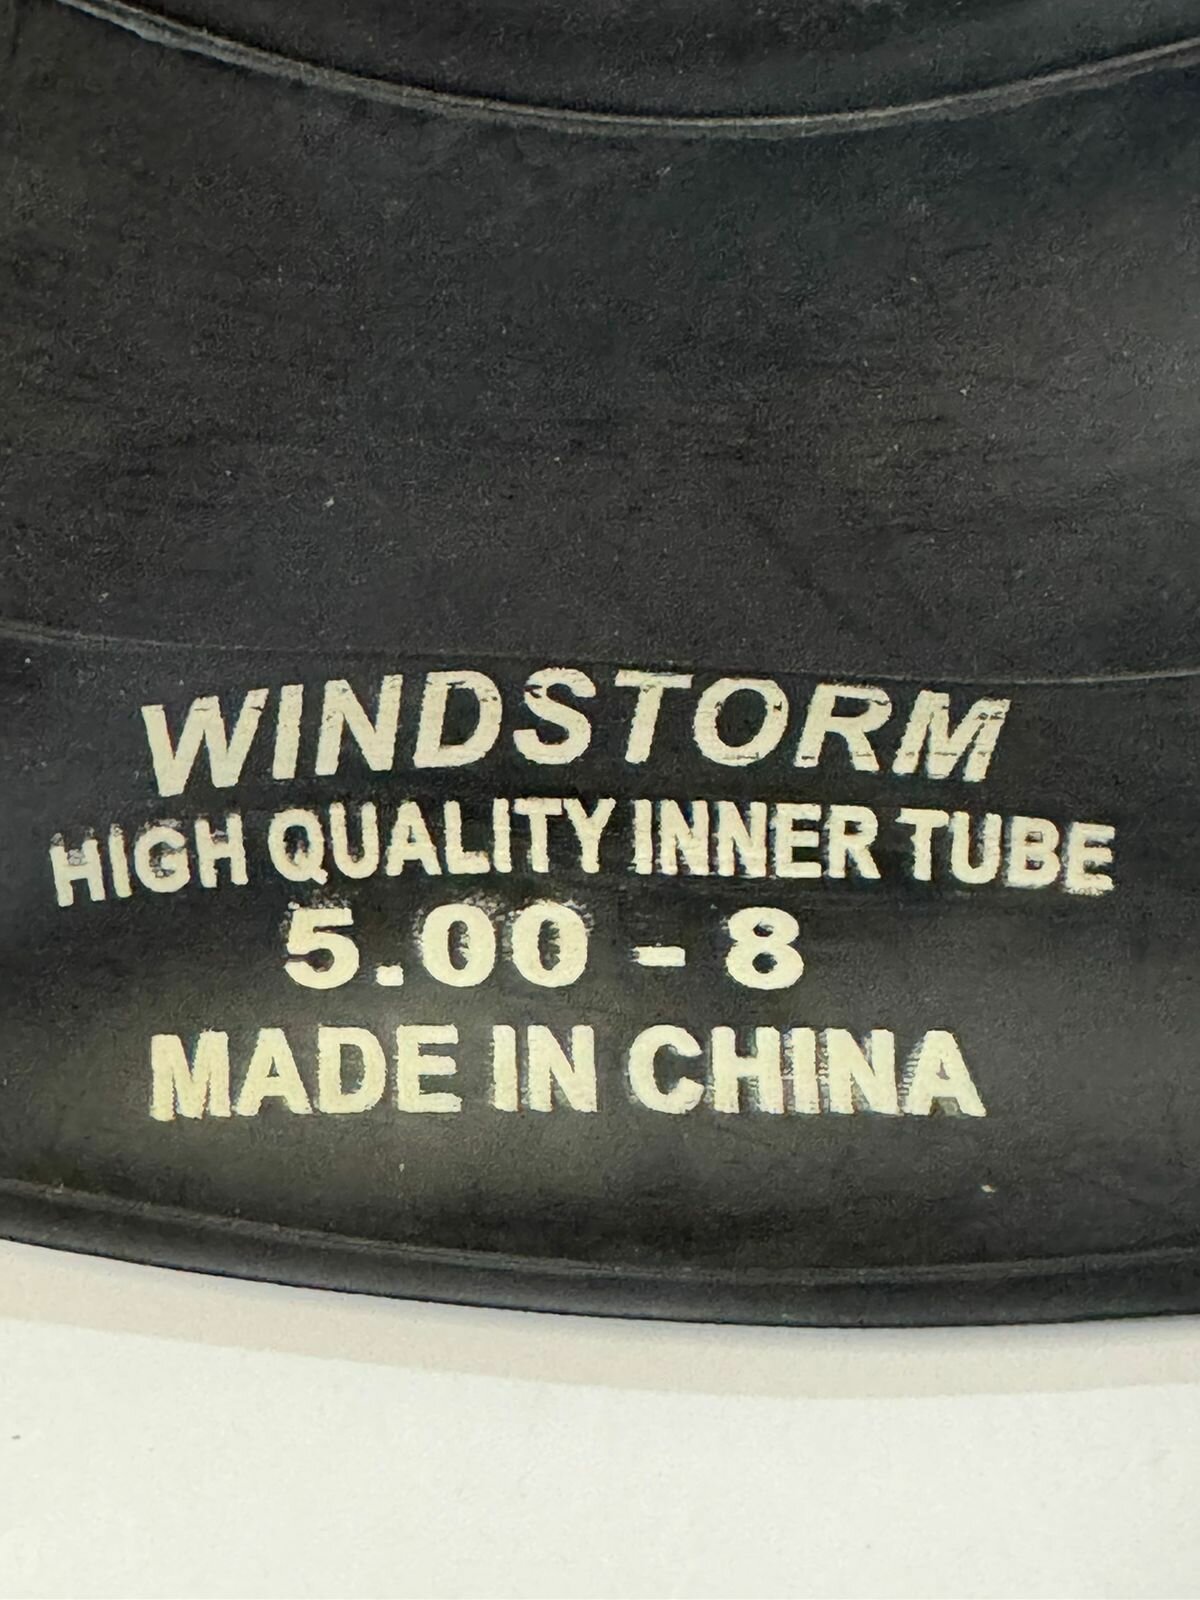 WINDSTORM
HIGH QUALITY INNER TUBE
5.00 - 8
MADE IN CHINA